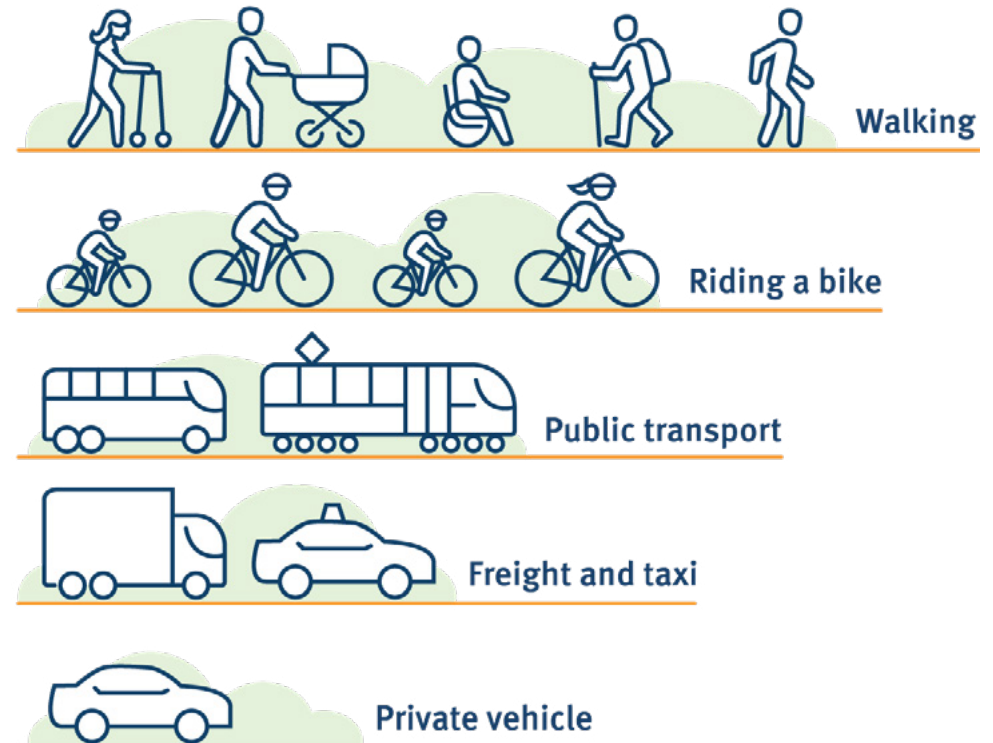 Walking
Riding a bike
Public transport
Freight and taxi
Private vehicle